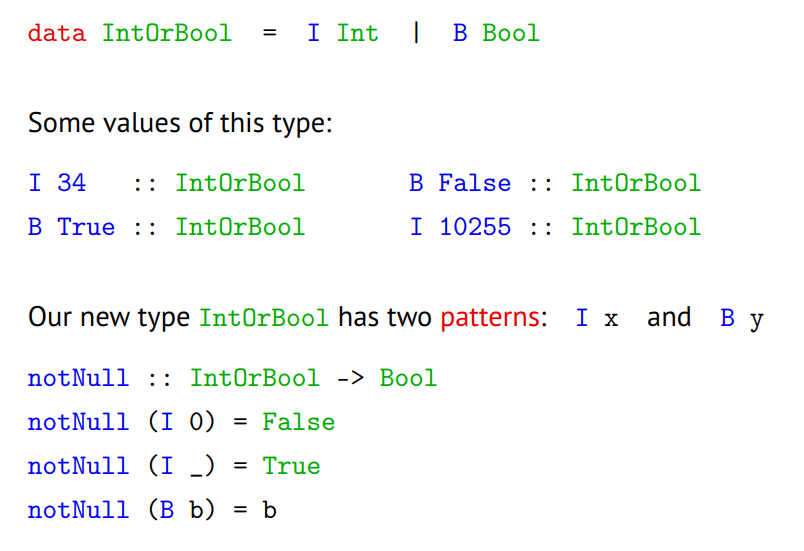 data IntOrBool = I Int | B Bool
Some values of this type:
I 34 :: IntOrBool B False :: IntOrBool
B True :: IntOrBool I 10255 :: IntOrBool
Our new type IntOrBool has two patterns: I x and B y
notNull :: IntOrBool -> Bool
notNull (I 0) = False
notNull (I _) = True
notNull (B b) = b